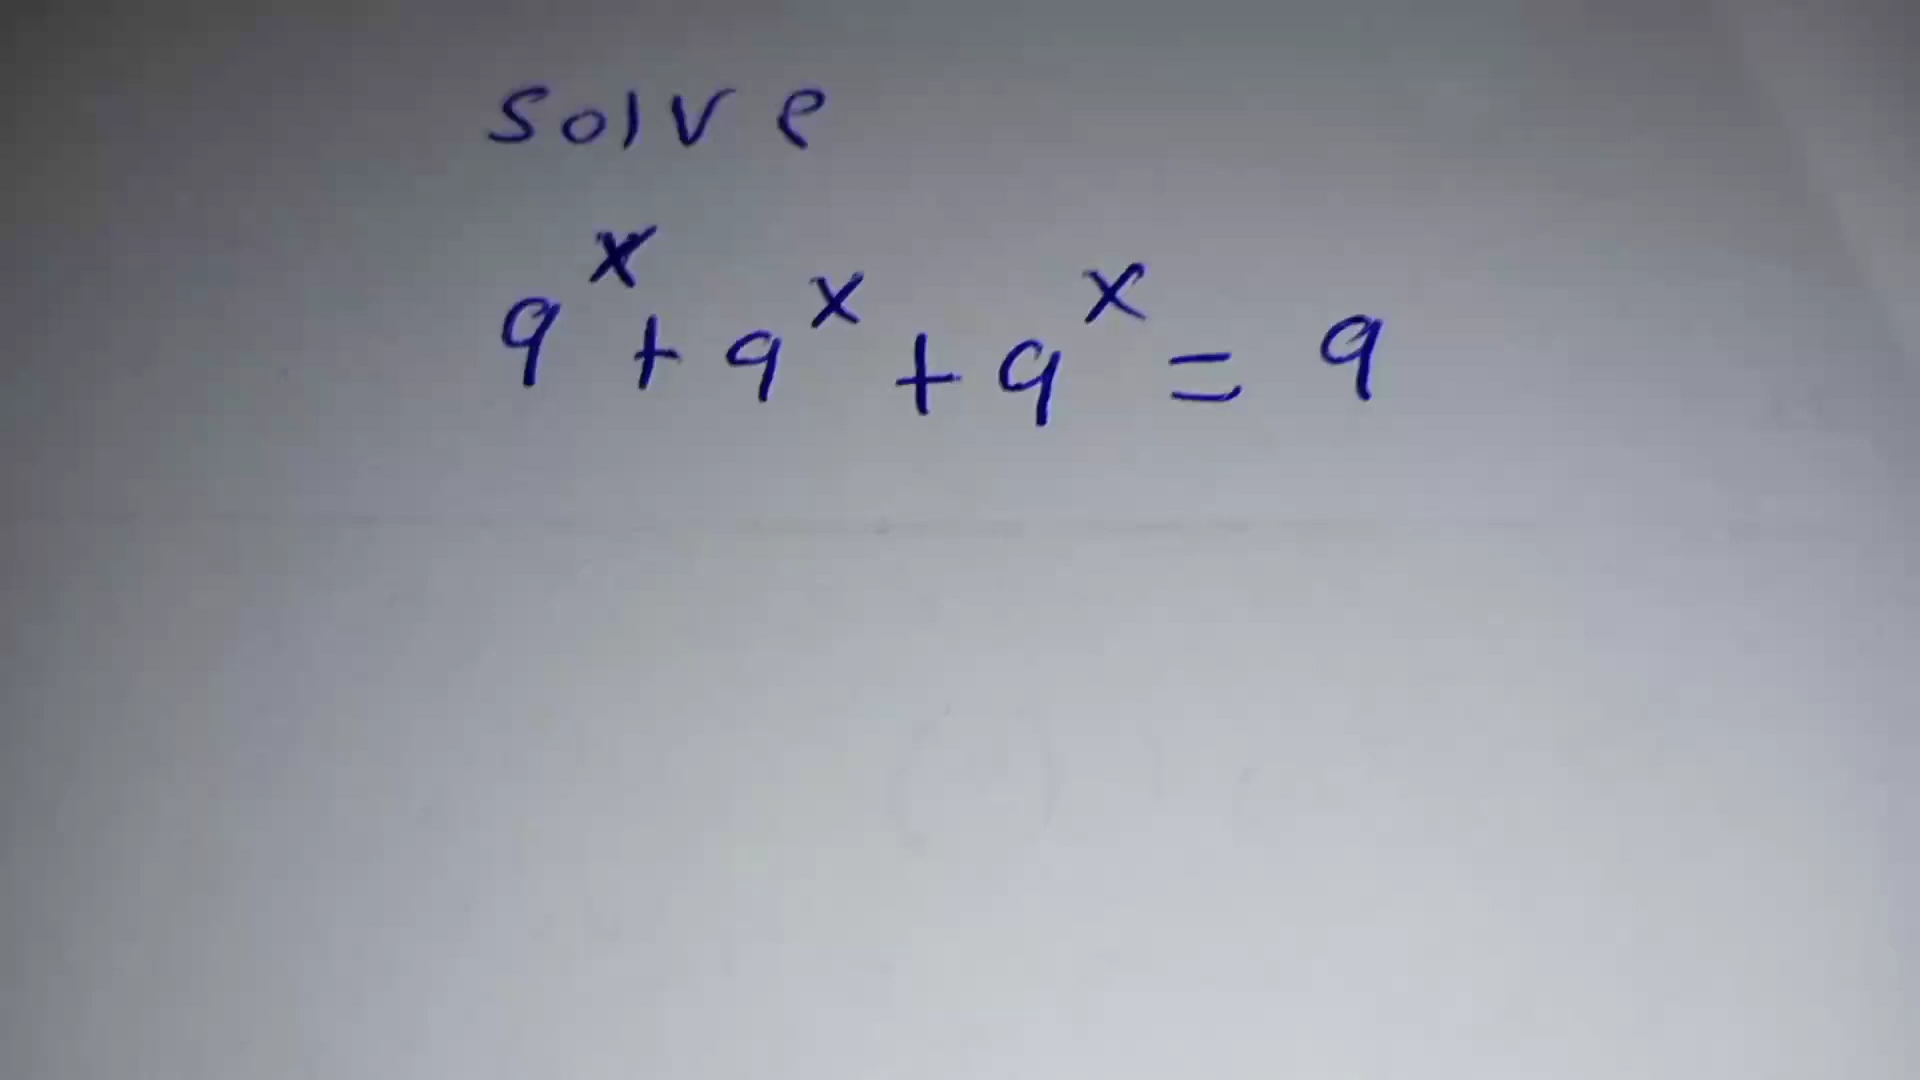 Solve
9^x + 9^x + 9^x = 9